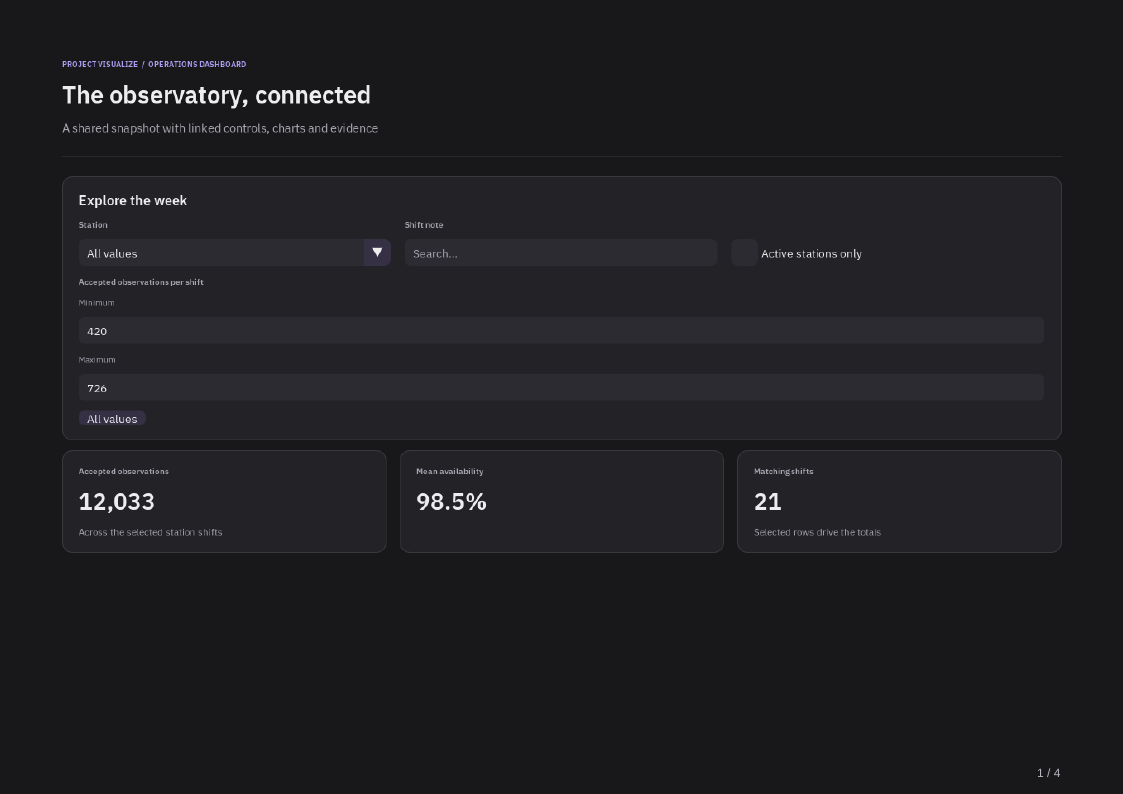 PROJECT VISUALIZE / OPERATIONS DASHBOARD
The observatory, connected
A shared snapshot with linked controls, charts and evidence
Explore the week
Station
Shift note
All values
Search...
Active stations only
Accepted observations per shift
Minimum
420
Maximum
726
All values
Accepted observations
12,033
Across the selected station shifts
Mean availability
98.5%
Matching shifts
21
Selected rows drive the totals
1 / 4